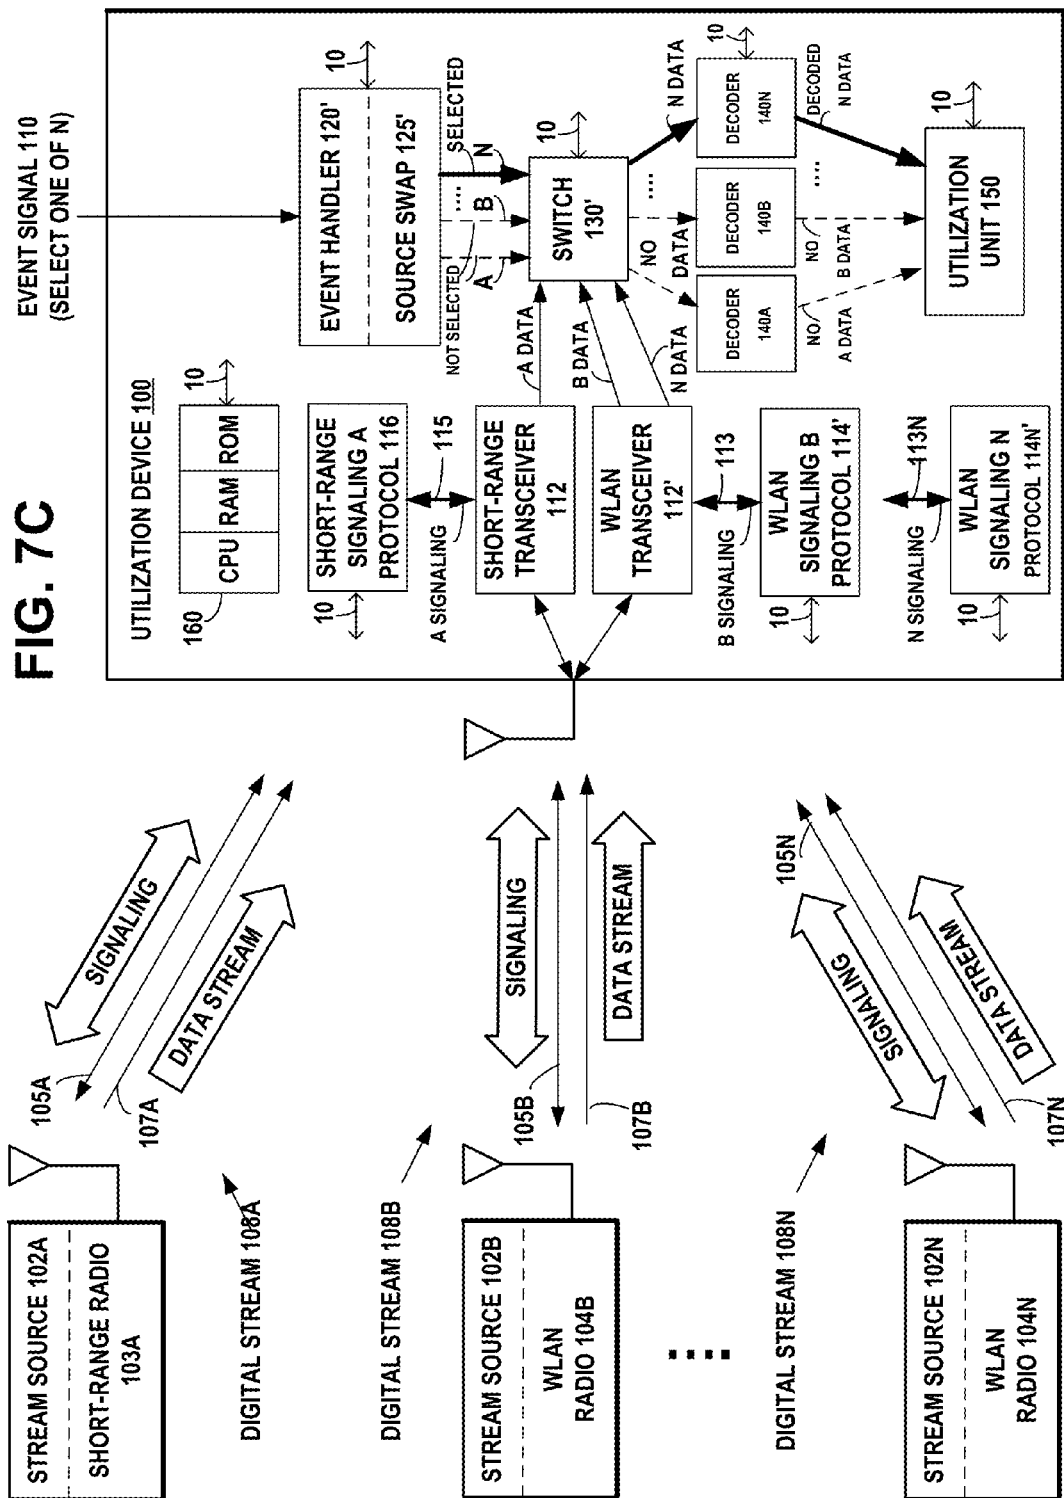 FIG. 7C
EVENT SIGNAL 110
(SELECT ONE OF N)
UTILIZATION DEVICE 100
STREAM SOURCE 102A
SHORT-RANGE RADIO
103A
105A
107A
SIGNALING
DATA STREAM
DIGITAL STREAM 108A
DIGITAL STREAM 108B
STREAM SOURCE 102B
WLAN
RADIO 104B
105B
107B
SIGNALING
DATA STREAM
DIGITAL STREAM 108N
STREAM SOURCE 102N
WLAN
RADIO 104N
105N
107N
SIGNALING
DATA STREAM
160
CPU
RAM
ROM
10
SHORT-RANGE
SIGNALING A
PROTOCOL 116
10
A SIGNALING
115
SHORT-RANGE
TRANSCEIVER
112
WLAN
TRANSCEIVER
112'
B SIGNALING
113
WLAN
SIGNALING B
PROTOCOL 114'
10
N SIGNALING
113N
WLAN
SIGNALING N
PROTOCOL 114N'
10
EVENT HANDLER 120'
SOURCE SWAP 125'
10
NOT SELECTED
SELECTED
A
B
....
N
A DATA
B DATA
N DATA
SWITCH
130'
10
NO
DATA
....
N DATA
DECODER
140A
DECODER
140B
DECODER
140N
10
NO
A DATA
NO
B DATA
....
DECODED
N DATA
UTILIZATION
UNIT 150
10